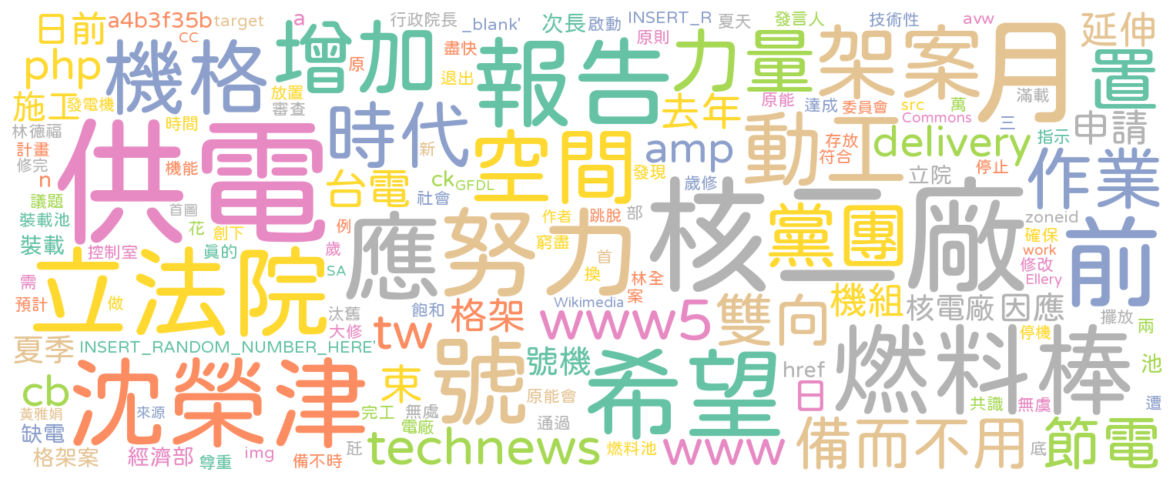 a4b3f35b target a 行政院長 _blank' 次長 啟動 INSERT_R 夏天 發言人 技術性 avw 延伸
日前 CC 機格 增加 報告 力量 架案 月 置
php 原 盡快 退出 原則 去年 原能 達成 委員會 src 萬 滿載
施工 發電機 放置 審查 Commons 三 申請
林德福 時間 時代 空間 amp 動工 delivery 指示
計畫 供電 新 發現 存放 符合 停止 作業
修完 機能 台電 ck GFDL 歲修 立院
n 議題 社會 核二廠 黨團 zoneid 前
裝載池 首圖 應 努力 作者 跳脫 部 確保
花 創下 例 work
裝載 控制室 真的 歲 窮盡 首 修改
需 立法院 SA 換 林全 Ellery
預計 做 汰舊 飽和 Wikimedia 案 雙向 機組 核電廠 因應 擺放
大修 tw 格架 www5 停機 兩
夏季 INSERT_RANDOM_NUMBER_HERE' 號 號機 希望 href 燃料棒 池
cb 沈榮津 束 原能會 日 共識 無虞 遭
黃雅娟 來源 完工 無處 通過
缺電 電廠 technews 燃料池 www 備而不用 底 節電
格架案 經濟部 尊重 img 備不時 瓩